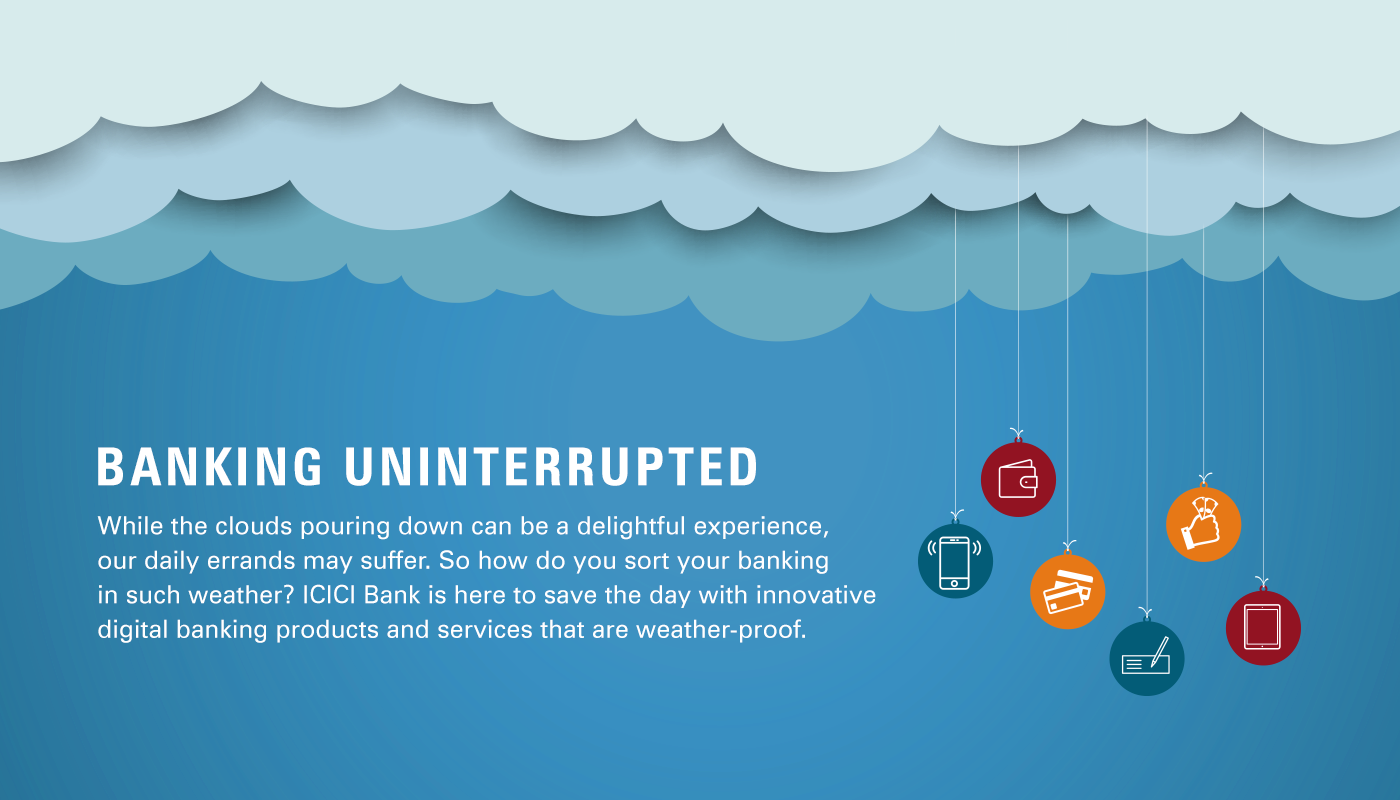 BANKING UNINTERRUPTED
While the clouds pouring down can be a delightful experience,
our daily errands may suffer. So how do you sort your banking
in such weather? ICICI Bank is here to save the day with innovative
digital banking products and services that are weather-proof.